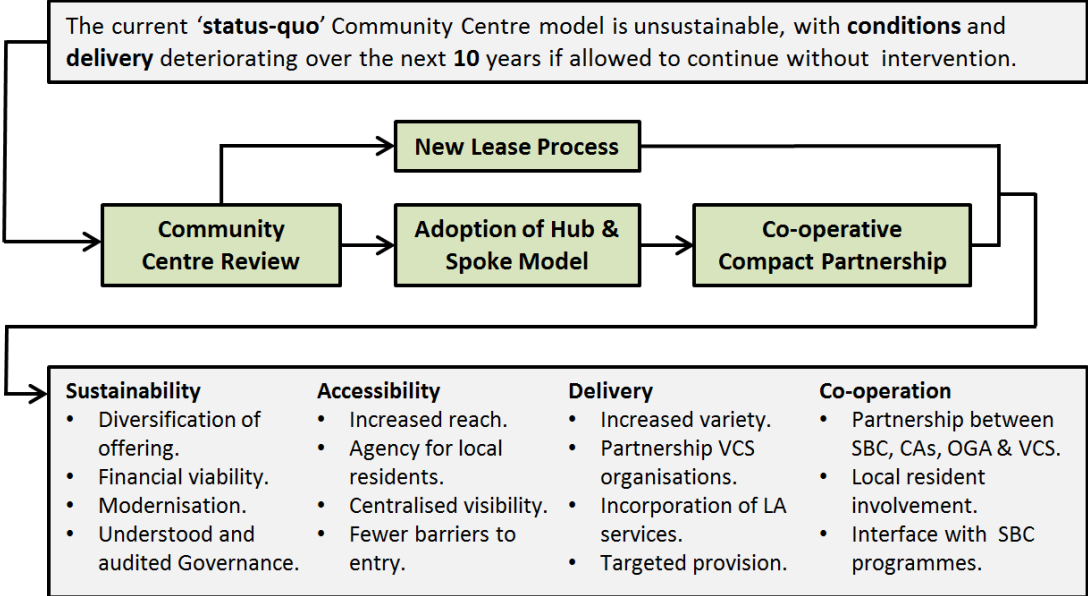 The current ‘status-quo’ Community Centre model is unsustainable, with conditions and
delivery deteriorating over the next 10 years if allowed to continue without intervention.
New Lease Process
Community
Centre Review
Adoption of Hub &
Spoke Model
Co-operative
Compact Partnership
Sustainability
• Diversification of
offering.
• Financial viability.
• Modernisation.
• Understood and
audited Governance.
Accessibility
• Increased reach.
• Agency for local
residents.
• Centralised visibility.
• Fewer barriers to
entry.
Delivery
• Increased variety.
• Partnership VCS
organisations.
• Incorporation of LA
services.
• Targeted provision.
Co-operation
• Partnership between
SBC, CAs, OGA & VCS.
• Local resident
involvement.
• Interface with SBC
programmes.